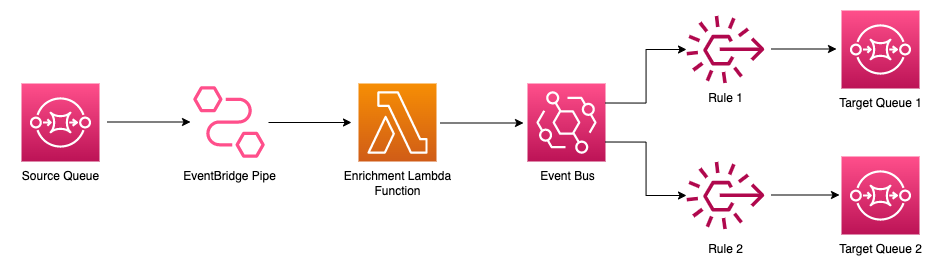 Rule 1
Target Queue 1
Source Queue
EventBridge Pipe
Enrichment Lambda
Function
Event Bus
Rule 2
Target Queue 2